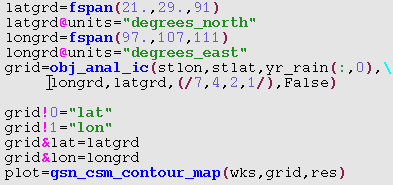 latgrd=fspan(21.,29.,91)
latgrd@units="degrees_north"
longrd=fspan(97.,107,111)
longrd@units="degrees_east"
grid=obj_anal_ic(stlon,stlat,yr_rain(:,0),\
longrd,latgrd,(/7,4,2,1/),False)
grid!0="lat"
grid!1="lon"
grid&lat=latgrd
grid&lon=longrd
plot=gsn_csm_contour_map(wks,grid,res)